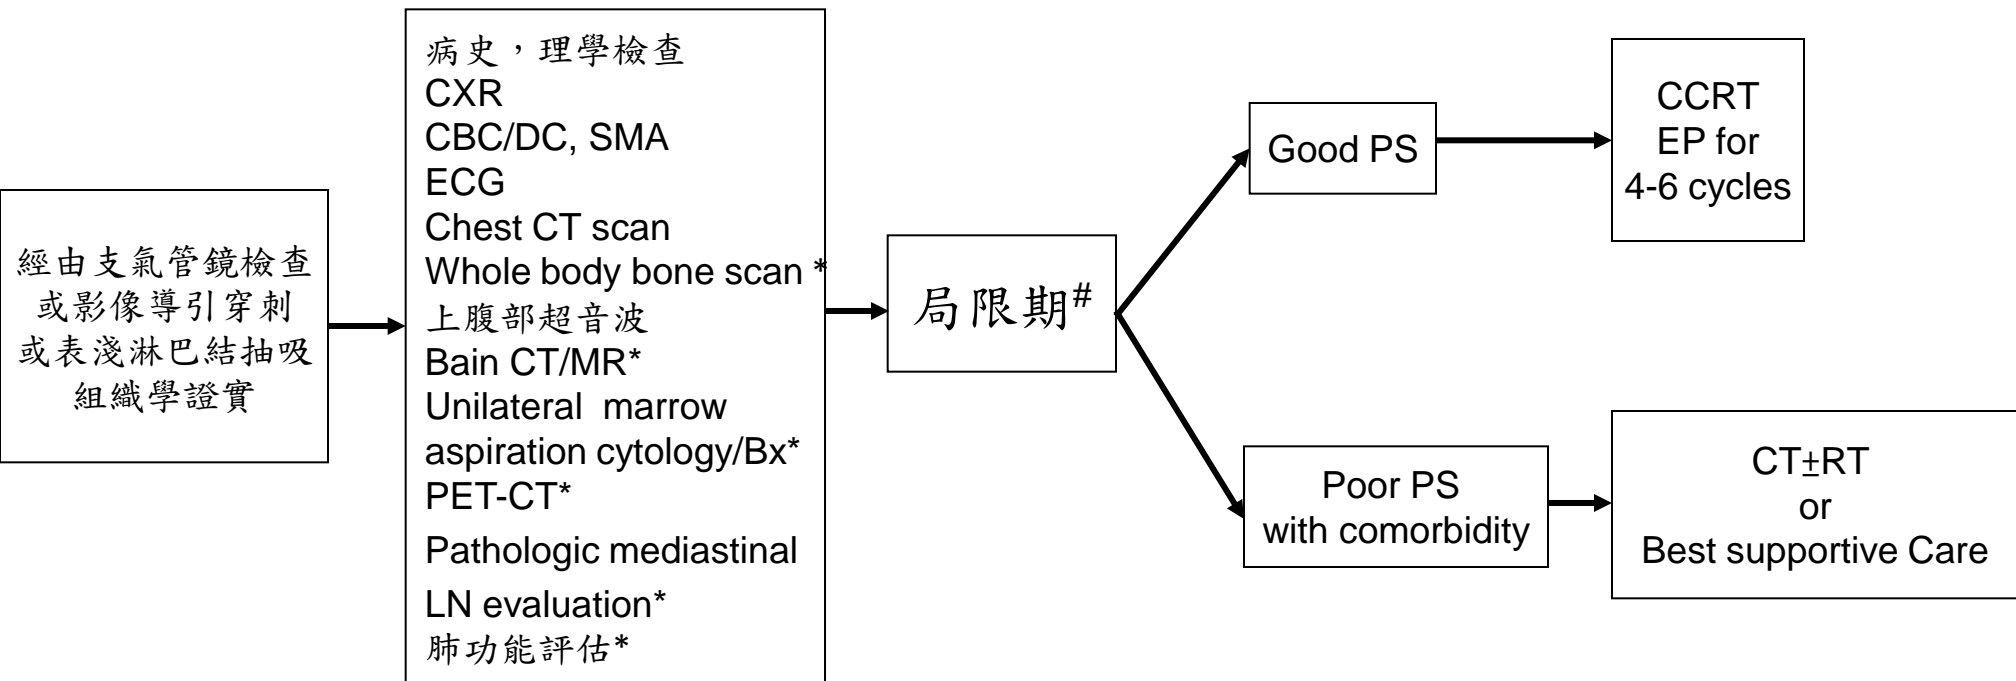 經由支氣管鏡檢查
或影像導引穿刺
或表淺淋巴結抽吸
組織學證實
病史，理學檢查
CXR
CBC/DC, SMA
ECG
Chest CT scan
Whole body bone scan *
上腹部超音波
Bain CT/MR*
Unilateral marrow
aspiration cytology/Bx*
PET-CT*
Pathologic mediastinal
LN evaluation*
肺功能評估*
局限期#
Good PS
CCRT
EP for
4-6 cycles
Poor PS
with comorbidity
CT±RT
or
Best supportive Care